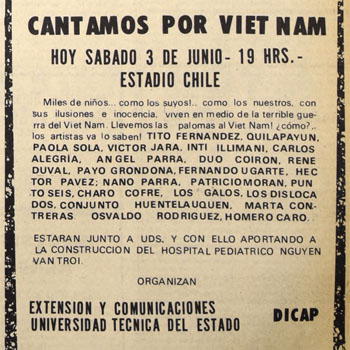 CANTAMOS POR VIET NAM
HOY SABADO 3 DE JUNIO- 19 HRS.-
ESTADIO CHILE
Miles de niños... como los suyos!.. como los nuestros, con
sus ilusiones e inocencia. viven en medio de la terrible gue
rra del Viet Nam. Llevemos las palomas al Viet Nam! ¿cómo?..
los artistas ya lo saben! TITO FERNANDEZ, QUILAPAYUN,
PAOLA SOLA, VICTOR JARA, INTI ILLIMANI, CARLOS
ALEGRIA, AN GEL PARRA, DUO COIRON, RENE
DUVAL, PAYO GRONDONA, FERNANDO UGARTE, HEC
TOR PAVEZ; NANO PARRA, PATRICIO MORAN, PUN
TO SEIS, CHARO COFRE, LOS GALOS, LOS DISLOCA
DOS, CONJUNTO HUENTELAUQUEN, MARTA CON-
TRERAS OSVALDO RODRIGUEZ, HOMERO CARO.
ESTARAN JUNTO A UDS, Y CON ELLO APORTANDO A
LA CONSTRUCCION DEL HOSPITAL PEDIATRICO NGUYEN
VAN TROI.
ORGANIZAN
EXTENSION Y COMUNICACIONES
UNIVERSIDAD TECNICA DEL ESTADO
DICAP